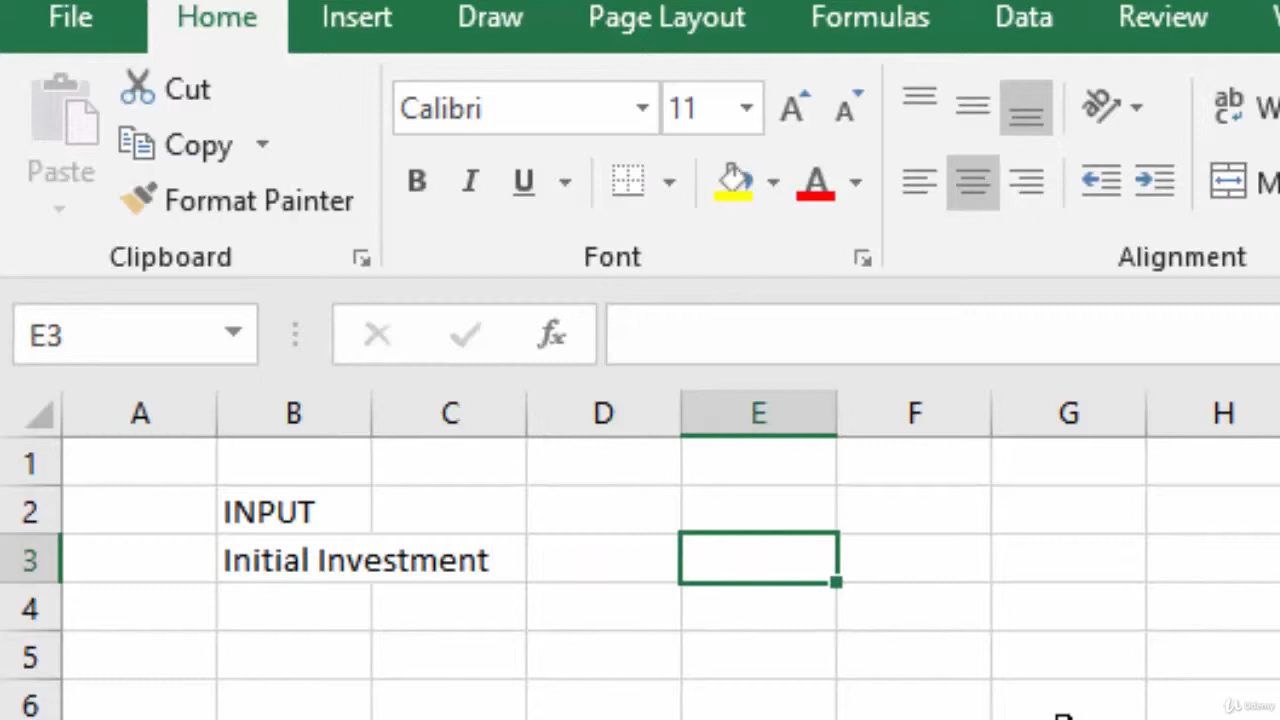 File Home Insert Draw Page Layout Formulas Data Review
Cut
Copy
Paste
Format Painter
Clipboard
Calibri 11
B I U
Font
Alignment
E3 fx
A B C D E F G H
1
2 INPUT
3 Initial Investment
4
5
6
Udemy